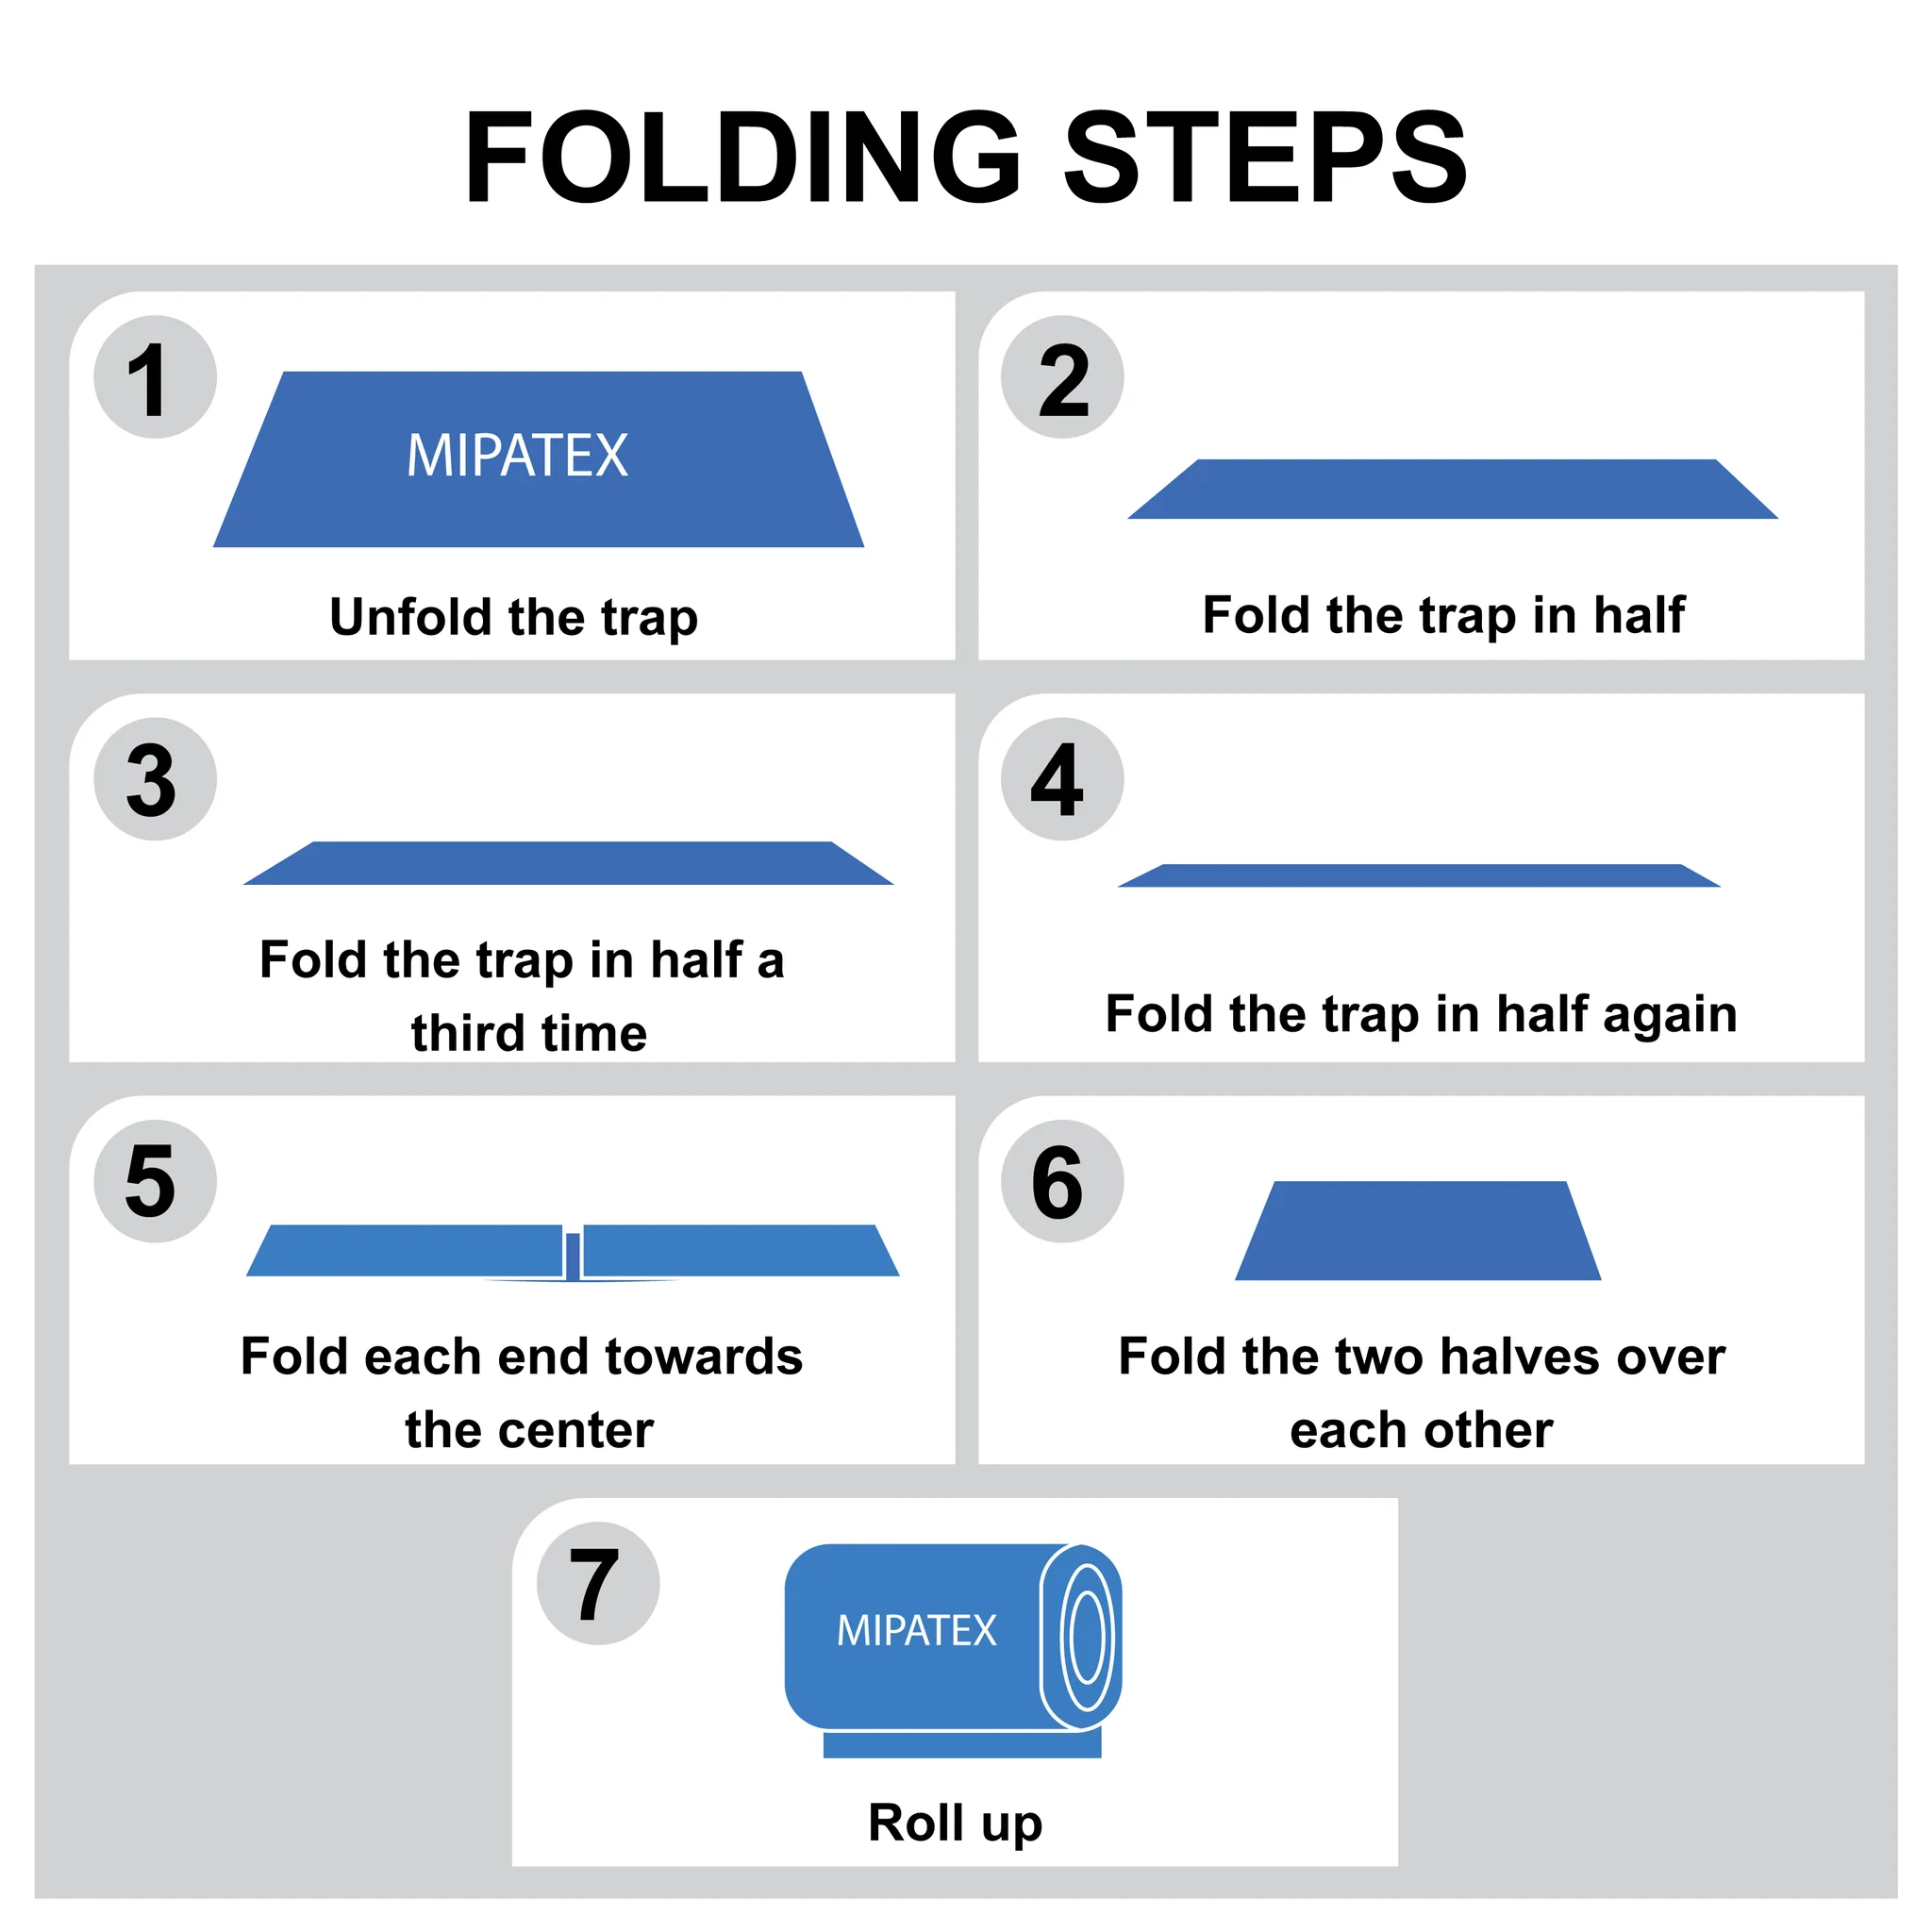 FOLDING STEPS
1
MIPATEX
Unfold the trap
2
Fold the trap in half
3
Fold the trap in half a
third time
4
Fold the trap in half again
5
Fold each end towards
the center
6
Fold the two halves over
each other
7
MIPATEX
Roll up